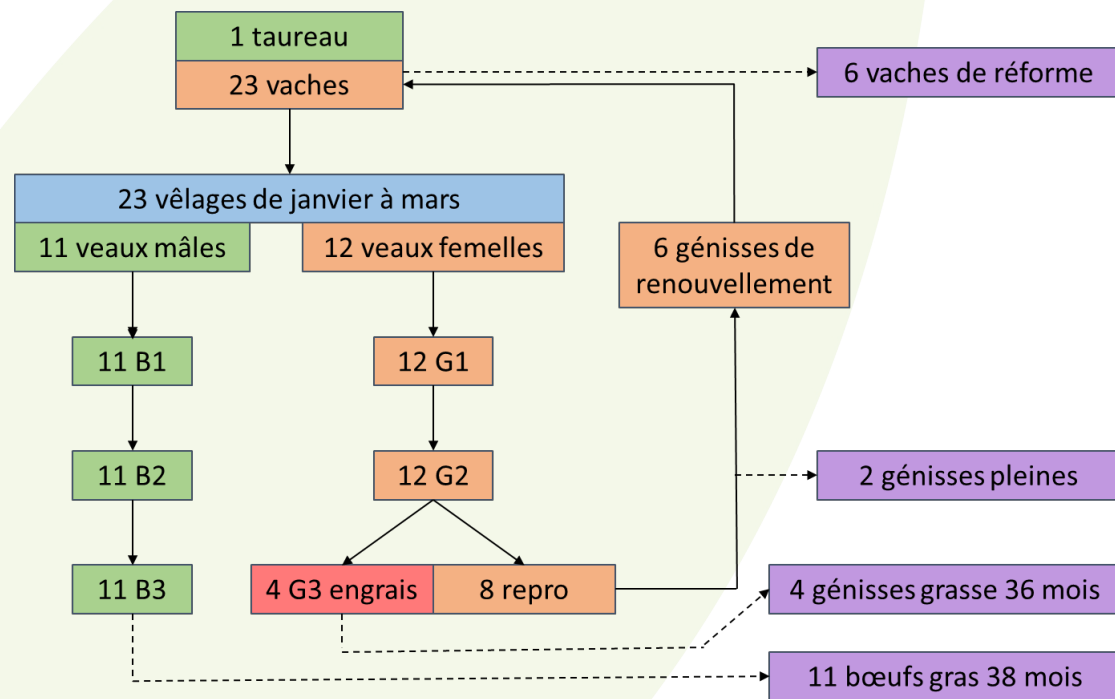 1 taureau
23 vaches
6 vaches de réforme
23 vêlages de janvier à mars
11 veaux mâles
12 veaux femelles
6 génisses de
renouvellement
11 B1
12 G1
11 B2
12 G2
2 génisses pleines
11 B3
4 G3 engrais
8 repro
4 génisses grasse 36 mois
11 bœufs gras 38 mois